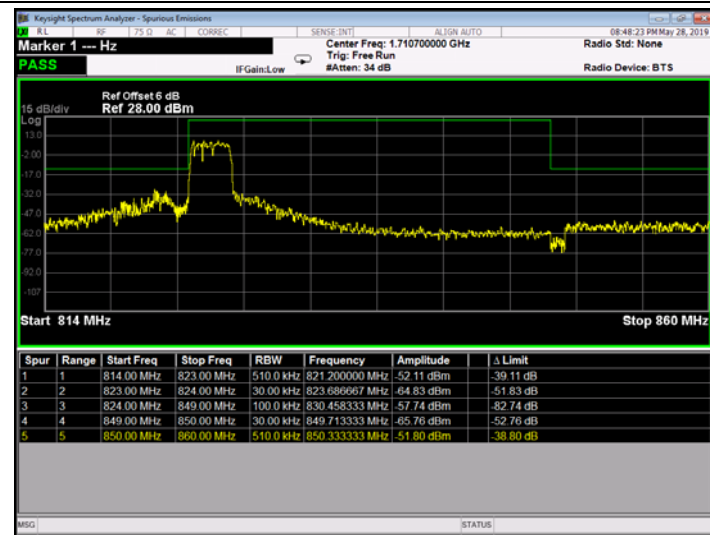 Keysight Spectrum Analyzer - Spurious Emissions
RL RF 75 Ω AC CORREC SENSE:INT ALIGN AUTO 08:48:23 PM May 28, 2019
Marker 1 --- Hz Center Freq: 1.710700000 GHz Radio Std: None
Trig: Free Run
PASS IFGain:Low #Atten: 34 dB Radio Device: BTS
Ref Offset 6 dB
15 dB/div Ref 28.00 dBm
Log
13.0
-2.00
-17.0
-32.0
-47.0
-62.0
-77.0
-92.0
-107
Start 814 MHz Stop 860 MHz
Spur Range Start Freq Stop Freq RBW Frequency Amplitude Δ Limit
1 1 814.00 MHz 823.00 MHz 510.0 kHz 821.200000 MHz -52.11 dBm -39.11 dB
2 2 823.00 MHz 824.00 MHz 30.00 kHz 823.686667 MHz -64.83 dBm -51.83 dB
3 3 824.00 MHz 849.00 MHz 100.0 kHz 830.458333 MHz -57.74 dBm -82.74 dB
4 4 849.00 MHz 850.00 MHz 30.00 kHz 849.713333 MHz -65.76 dBm -52.76 dB
5 5 850.00 MHz 860.00 MHz 510.0 kHz 850.333333 MHz -51.80 dBm -38.80 dB
MSG STATUS